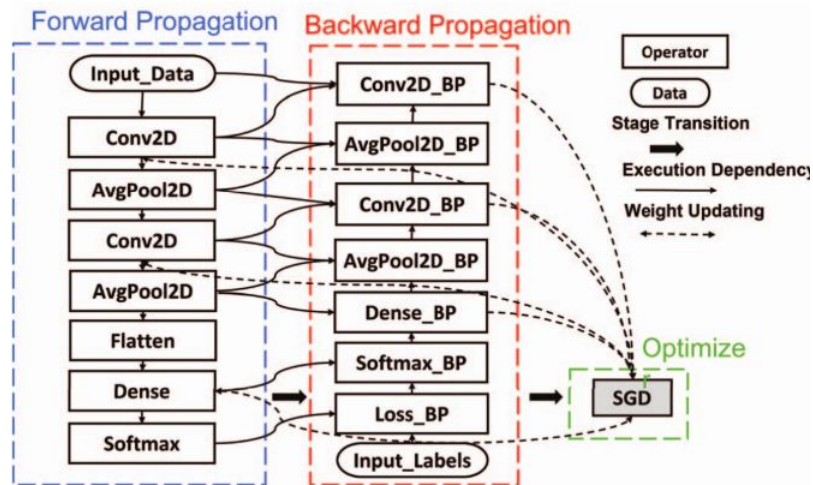 Forward Propagation
Input_Data
Conv2D
AvgPool2D
Conv2D
AvgPool2D
Flatten
Dense
Softmax
Backward Propagation
Conv2D_BP
AvgPool2D_BP
Conv2D_BP
AvgPool2D_BP
Dense_BP
Softmax_BP
Loss_BP
Input_Labels
Operator
Data
Stage Transition
Execution Dependency
Weight Updating
Optimize
SGD